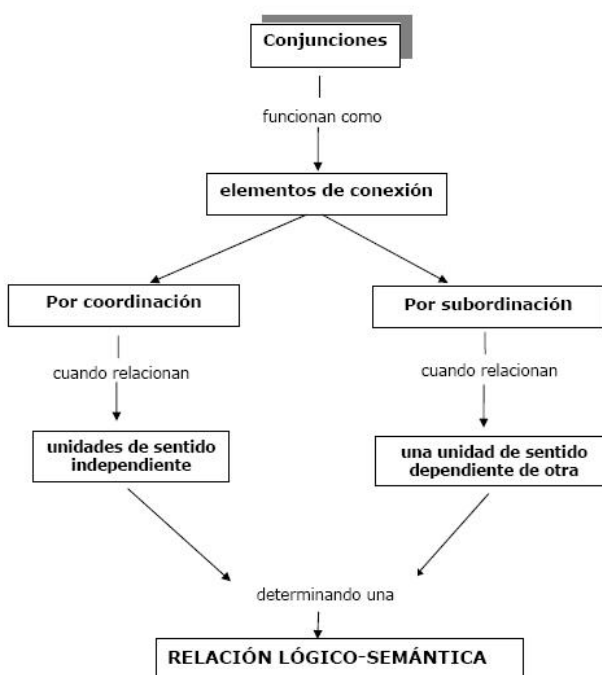 Conjunciones
funcionan como
elementos de conexión
Por coordinación
Por subordinación
cuando relacionan
cuando relacionan
unidades de sentido
independiente
una unidad de sentido
dependiente de otra
determinando una
RELACIÓN LÓGICO-SEMÁNTICA